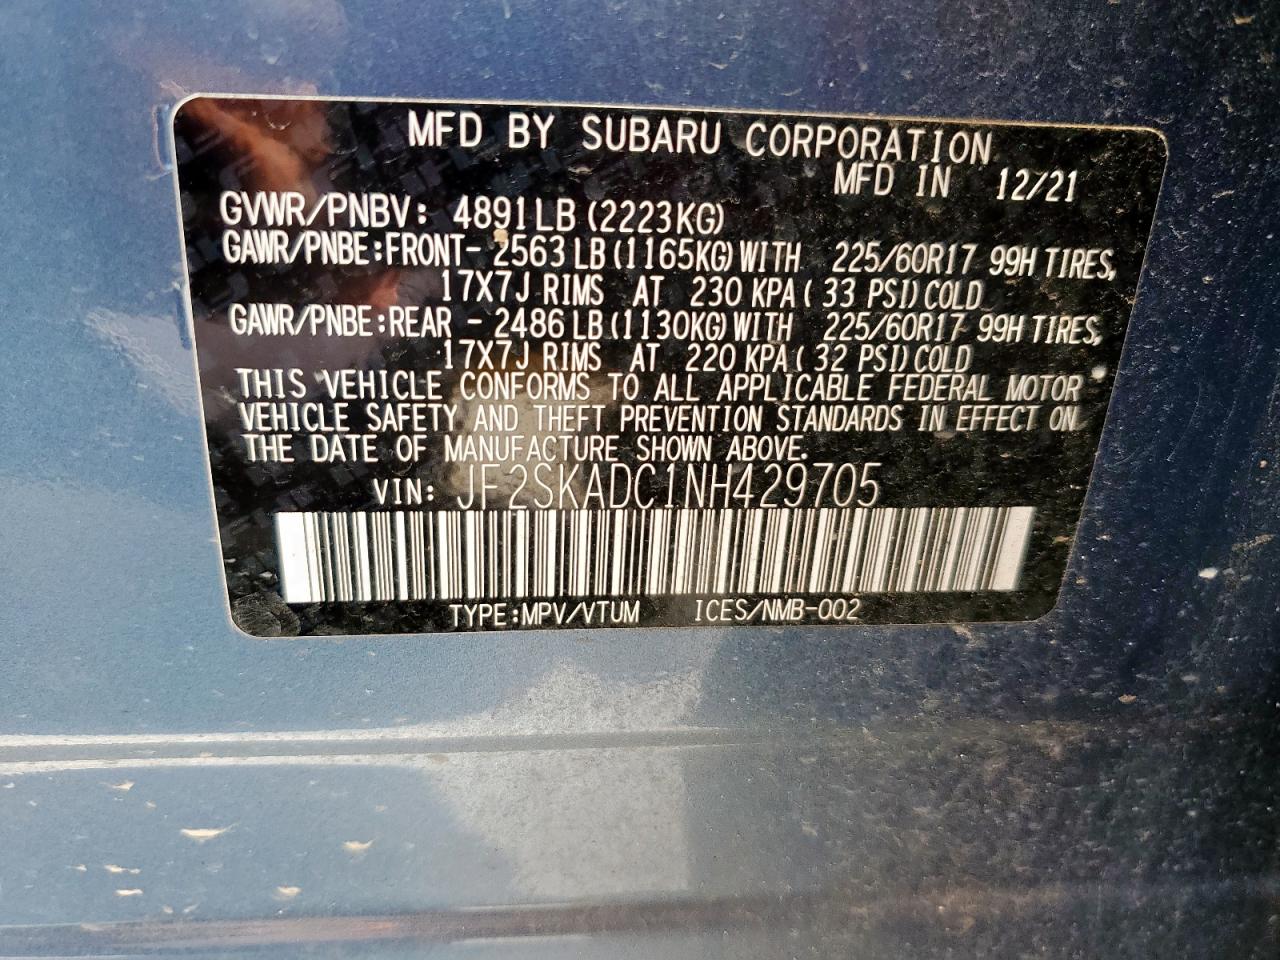 MFD BY SUBARU CORPORATION
MFD IN 12/21
GVWR/PNBV: 4891LB (2223KG)
GAWR/PNBE:FRONT- 2563 LB (1165KG) WITH 225/60R17 99H TIRES,
17X7J RIMS AT 230 KPA ( 33 PSI) COLD
GAWR/PNBE:REAR - 2486 LB (1130KG) WITH 225/60R17 99H TIRES,
17X7J RIMS AT 220 KPA ( 32 PSI) COLD
THIS VEHICLE CONFORMS TO ALL APPLICABLE FEDERAL MOTOR
VEHICLE SAFETY AND THEFT PREVENTION STANDARDS IN EFFECT ON
THE DATE OF MANUFACTURE SHOWN ABOVE.
VIN: JF2SKADC1NH429705
TYPE:MPV/VTUM ICES/NMB-002